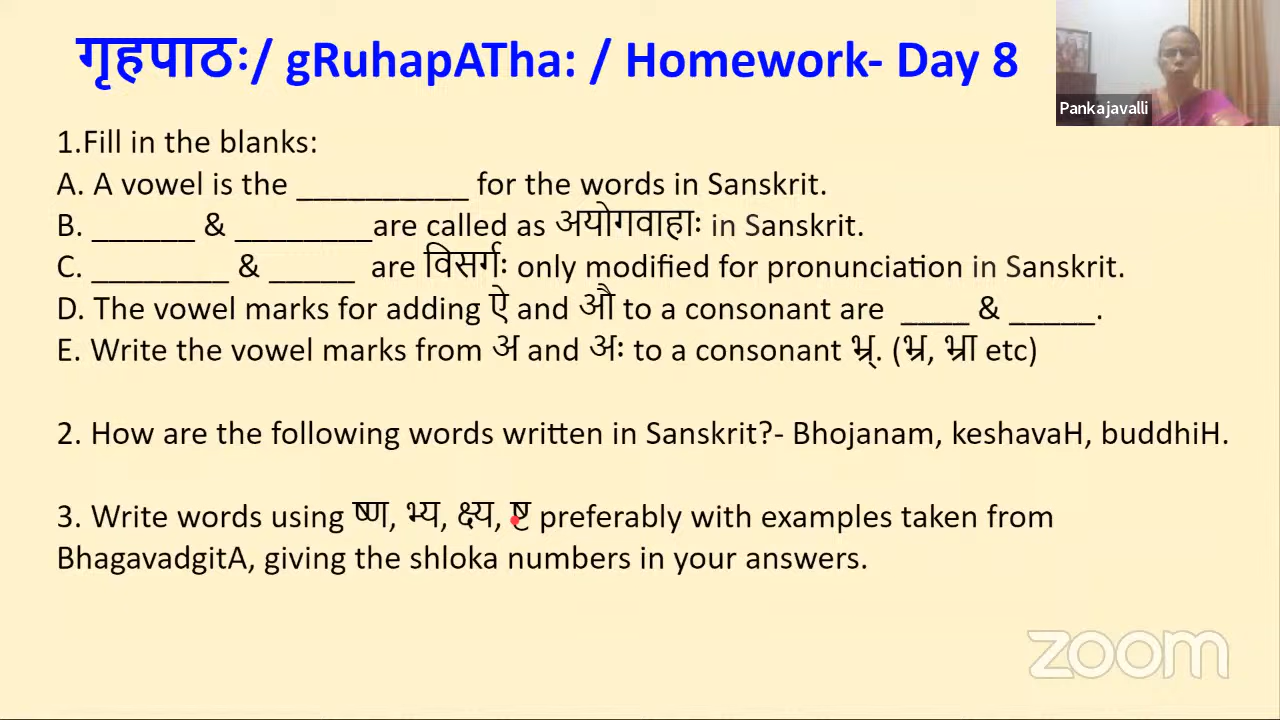 गृहपाठः/ gRuhapATha: / Homework- Day 8
Pankajavalli
1.Fill in the blanks:
A. A vowel is the __________ for the words in Sanskrit.
B. ______ & ________are called as अयोगवाहाः in Sanskrit.
C. ________ & _____ are विसर्गः only modified for pronunciation in Sanskrit.
D. The vowel marks for adding ऐ and औ to a consonant are ____ & _____.
E. Write the vowel marks from अ and अः to a consonant भ्र्. (भ्र, भ्रा etc)
2. How are the following words written in Sanskrit?- Bhojanam, keshavaH, buddhiH.
3. Write words using ष्ण, भ्य, क्ष्य, ष्ट preferably with examples taken from
BhagavadgitA, giving the shloka numbers in your answers.
zoom